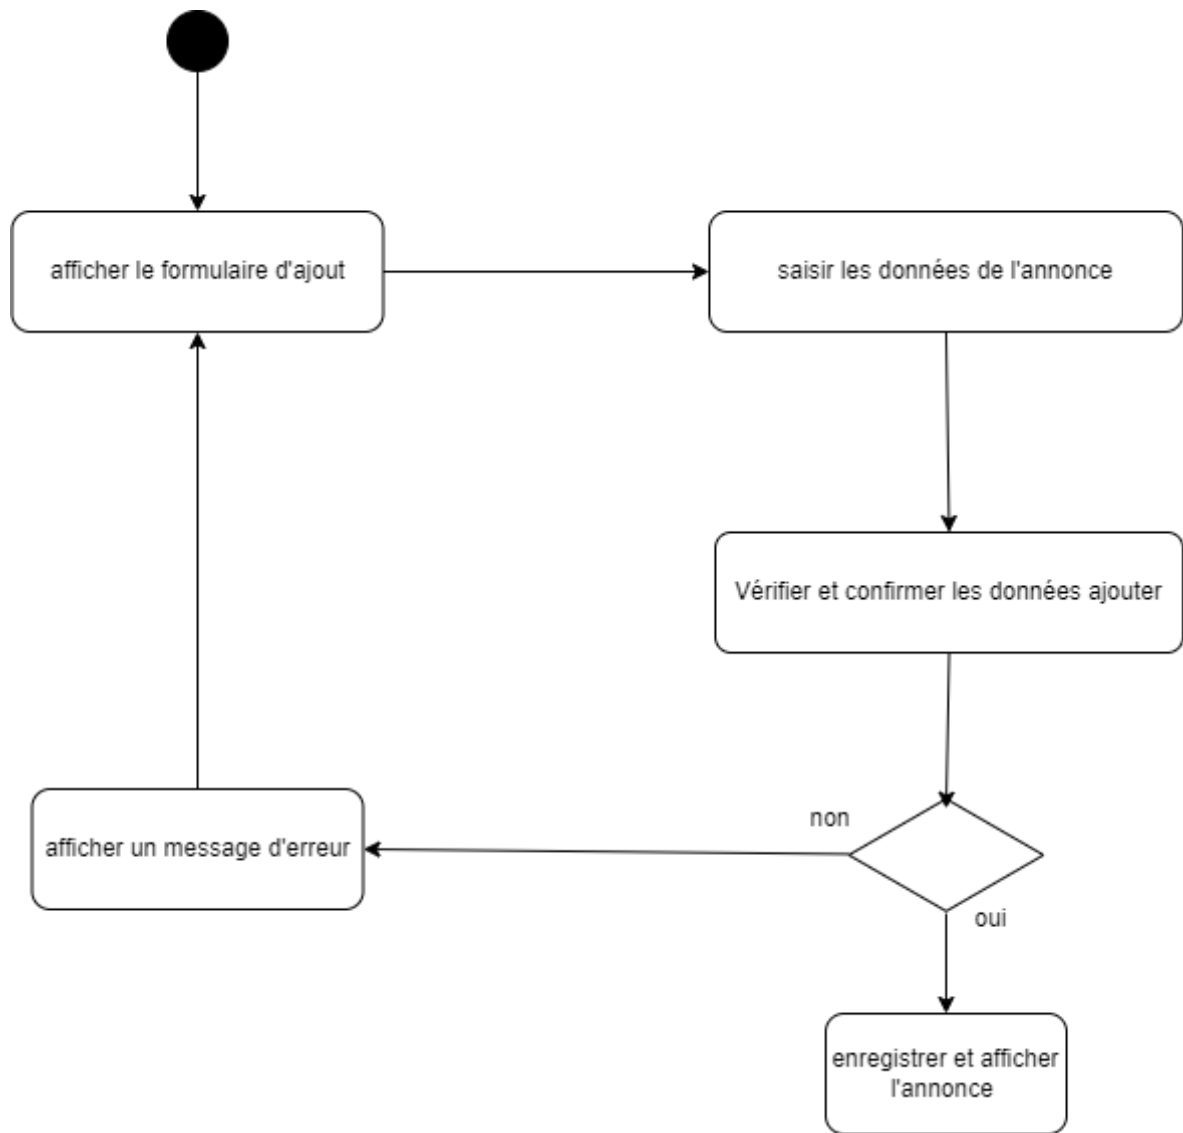 afficher le formulaire d'ajout
saisir les données de l'annonce
Vérifier et confirmer les données ajouter
non
afficher un message d'erreur
oui
enregistrer et afficher
l'annonce